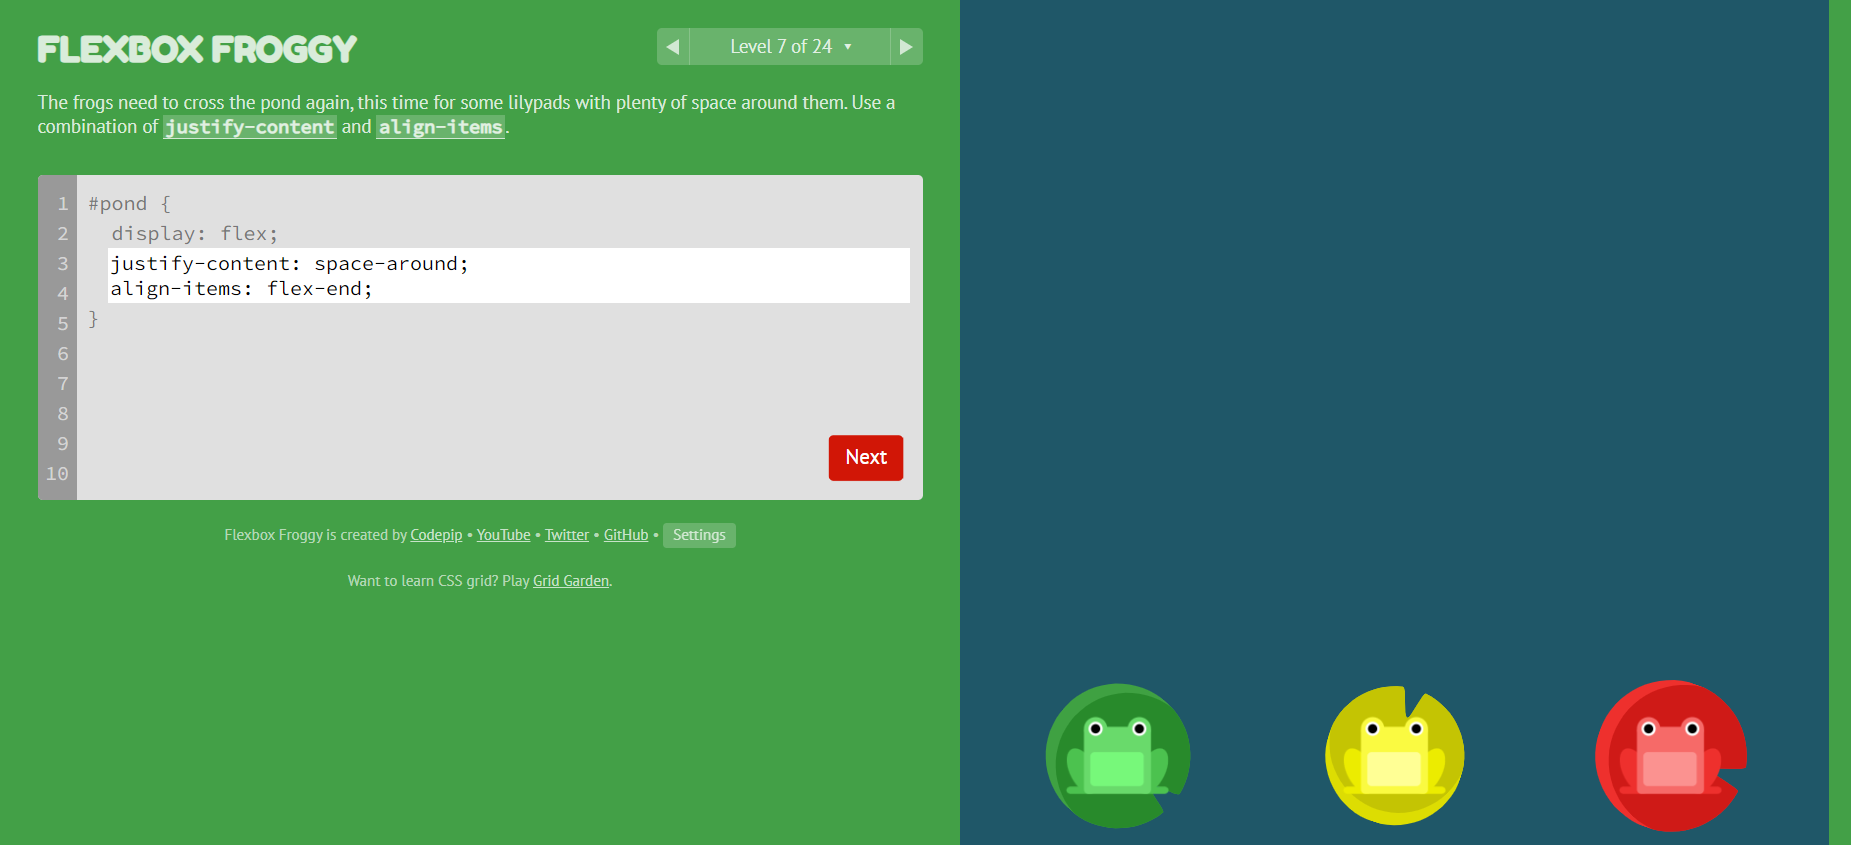 FLEXBOX FROGGY
◀ Level 7 of 24 ▼ ▶
The frogs need to cross the pond again, this time for some lilypads with plenty of space around them. Use a
combination of justify-content and align-items.
1 #pond {
2 display: flex;
3 justify-content: space-around;
4 align-items: flex-end;
5 }
6
7
8
9
10
Next
Flexbox Froggy is created by Codepip • YouTube • Twitter • GitHub • Settings
Want to learn CSS grid? Play Grid Garden.